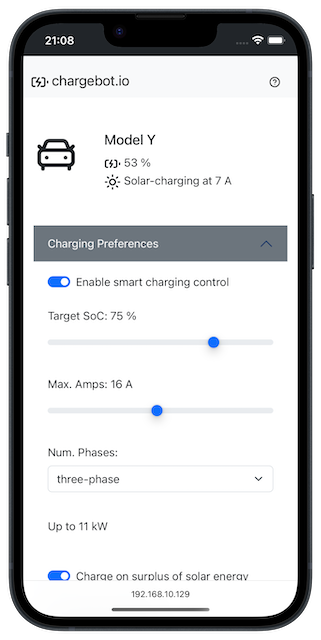 21:08
chargebot.io
Model Y
53 %
Solar-charging at 7 A
Charging Preferences
Enable smart charging control
Target SoC: 75 %
Max. Amps: 16 A
Num. Phases:
three-phase
Up to 11 kW
Charge on surplus of solar energy
192.168.10.129